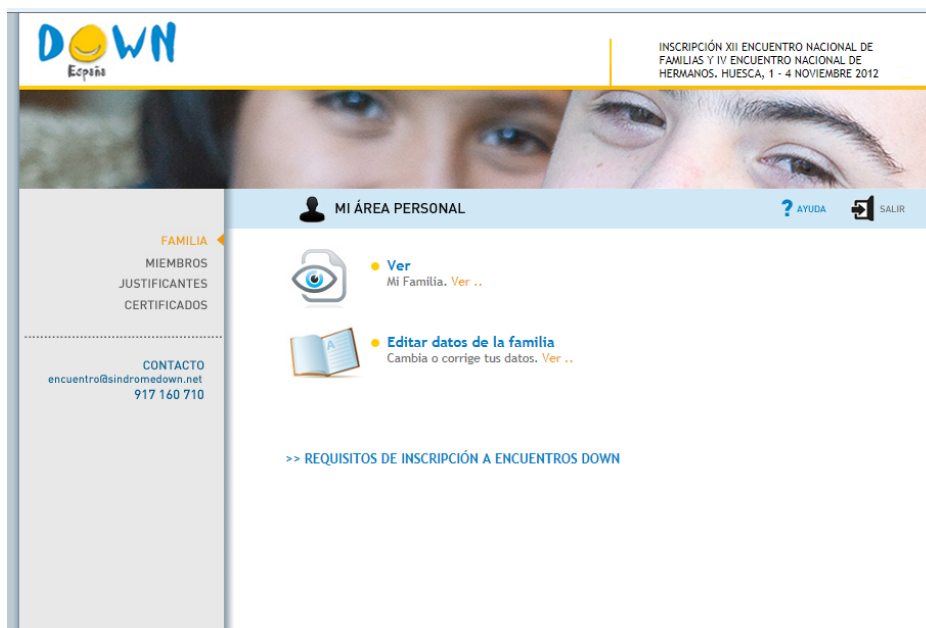 DOWN
España
INSCRIPCIÓN XII ENCUENTRO NACIONAL DE
FAMILIAS Y IV ENCUENTRO NACIONAL DE
HERMANOS. HUESCA, 1 - 4 NOVIEMBRE 2012
MI ÁREA PERSONAL
? AYUDA
SALIR
FAMILIA
MIEMBROS
JUSTIFICANTES
CERTIFICADOS
CONTACTO
encuentro@sindromedown.net
917 160 710
Ver
Mi Familia. Ver ..
A
Editar datos de la familia
Cambia o corrige tus datos. Ver ..
>> REQUISITOS DE INSCRIPCIÓN A ENCUENTROS DOWN